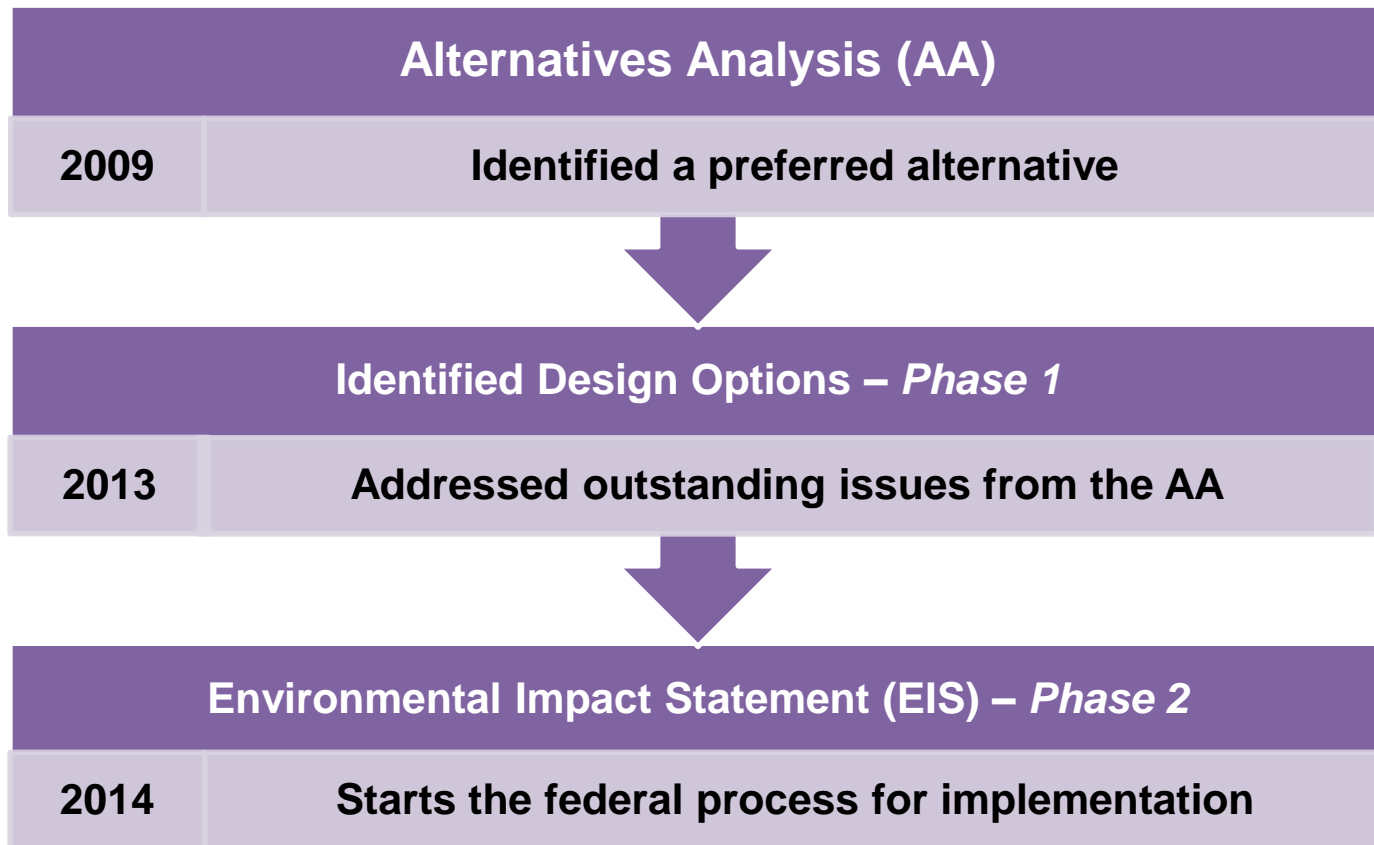 Alternatives Analysis (AA)
2009 Identified a preferred alternative
Identified Design Options – Phase 1
2013 Addressed outstanding issues from the AA
Environmental Impact Statement (EIS) – Phase 2
2014 Starts the federal process for implementation